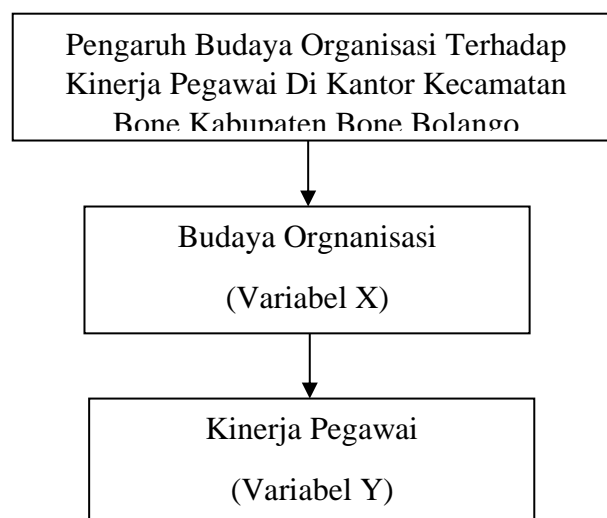 Pengaruh Budaya Organisasi Terhadap
Kinerja Pegawai Di Kantor Kecamatan
Bone Kabupaten Bone Bolango
Budaya Orgnanisasi
(Variabel X)
Kinerja Pegawai
(Variabel Y)